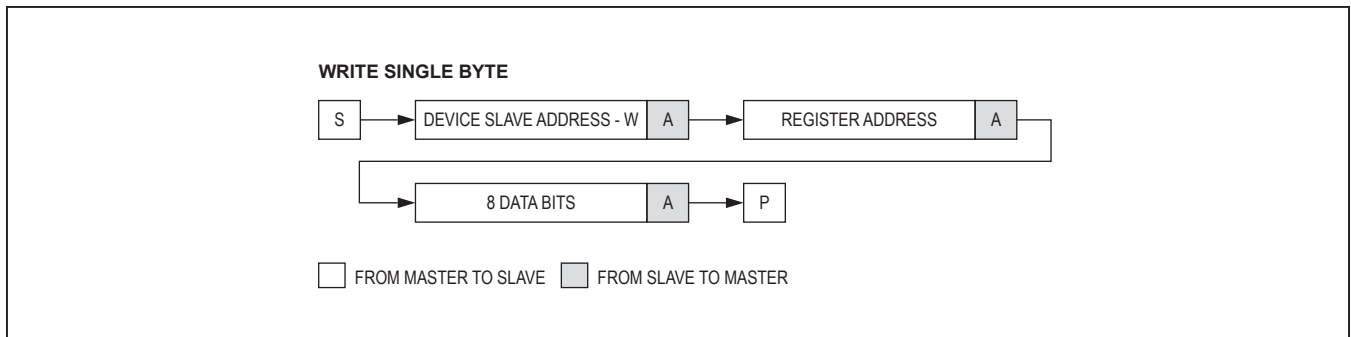 WRITE SINGLE BYTE
S DEVICE SLAVE ADDRESS - W A REGISTER ADDRESS A
8 DATA BITS A P
FROM MASTER TO SLAVE FROM SLAVE TO MASTER